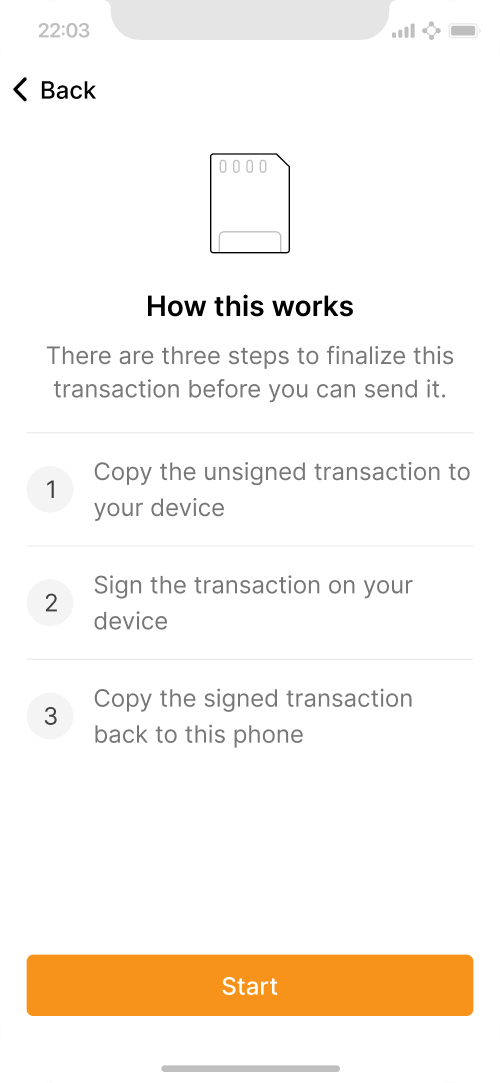 22:03
Back
How this works
There are three steps to finalize this
transaction before you can send it.
1
Copy the unsigned transaction to
your device
2
Sign the transaction on your
device
3
Copy the signed transaction
back to this phone
Start